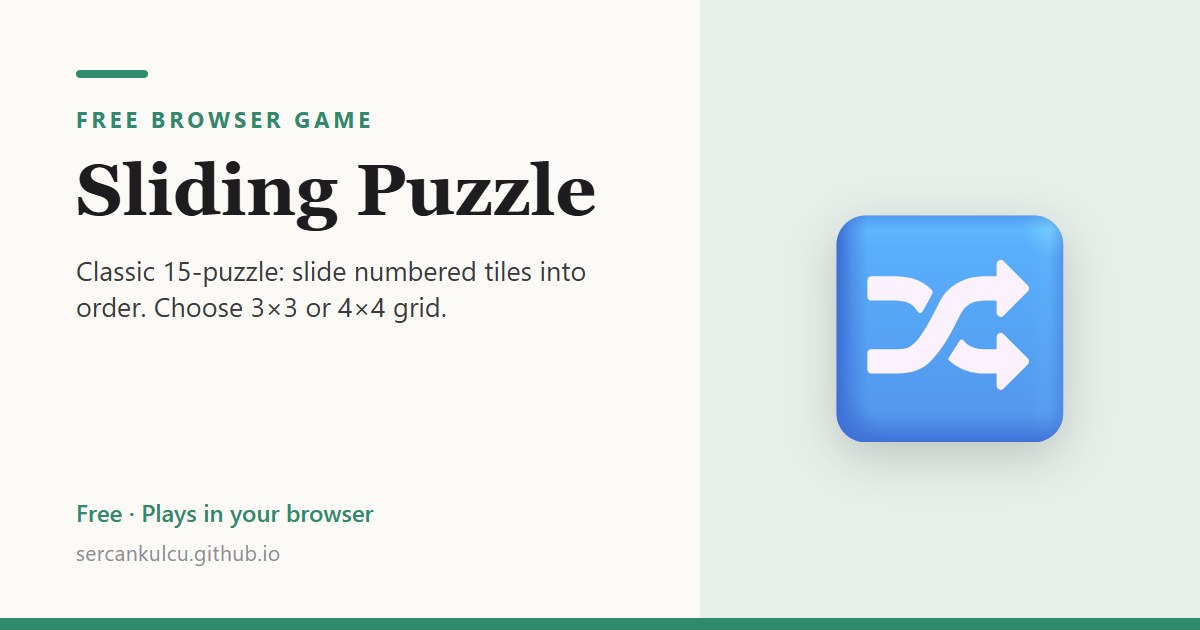 FREE BROWSER GAME
Sliding Puzzle
Classic 15-puzzle: slide numbered tiles into
order. Choose 3×3 or 4×4 grid.
Free · Plays in your browser
sercankulcu.github.io